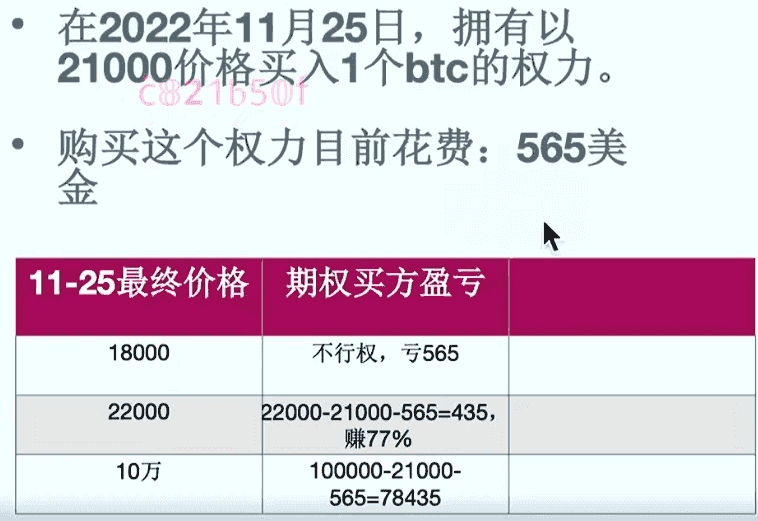 • 在2022年11月25日，拥有以
21000价格买入1个btc的权力。
c821b50f
• 购买这个权力目前花费：565美
金
11-25最终价格 期权买方盈亏
18000 不行权，亏565
22000 22000-21000-565=435，
赚77%
10万 100000-21000-
565=78435